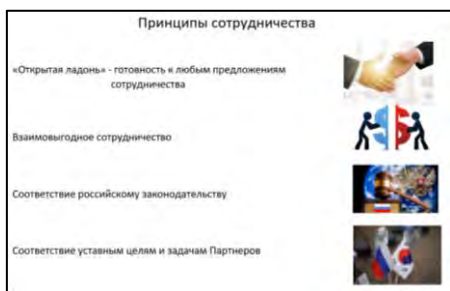 Принципы сотрудничества
«Открытая ладонь» - готовность к любым предложениям
сотрудничества
Взаимовыгодное сотрудничество
Соответствие российскому законодательству
Соответствие уставным целям и задачам Партнеров